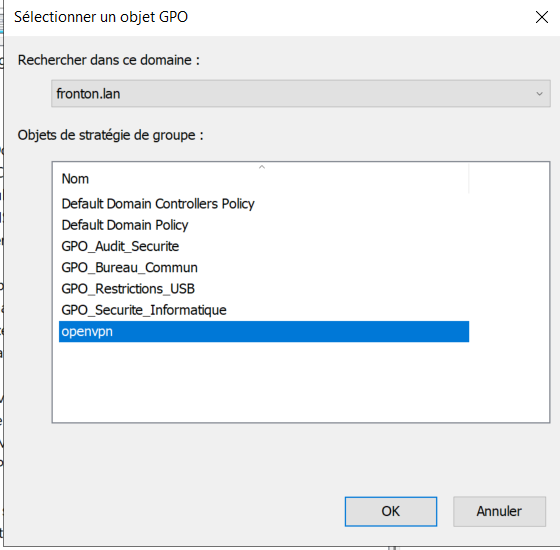 Sélectionner un objet GPO
Rechercher dans ce domaine :
fronton.lan
Objets de stratégie de groupe :
Nom
Default Domain Controllers Policy
Default Domain Policy
GPO_Audit_Securite
GPO_Bureau_Commun
GPO_Restrictions_USB
GPO_Securite_Informatique
openvpn
OK
Annuler